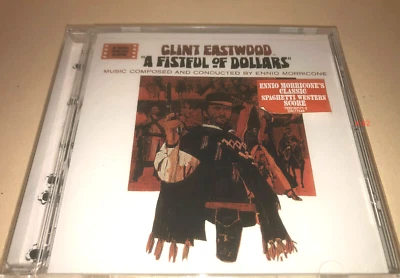 CLINT EASTWOOD
"A FISTFUL OF DOLLARS"
MUSIC COMPOSED AND CONDUCTED BY ENNIO MORRICONE
ENNIO MORRICONE'S
CLASSIC
SPAGHETTI WESTERN
SCORE